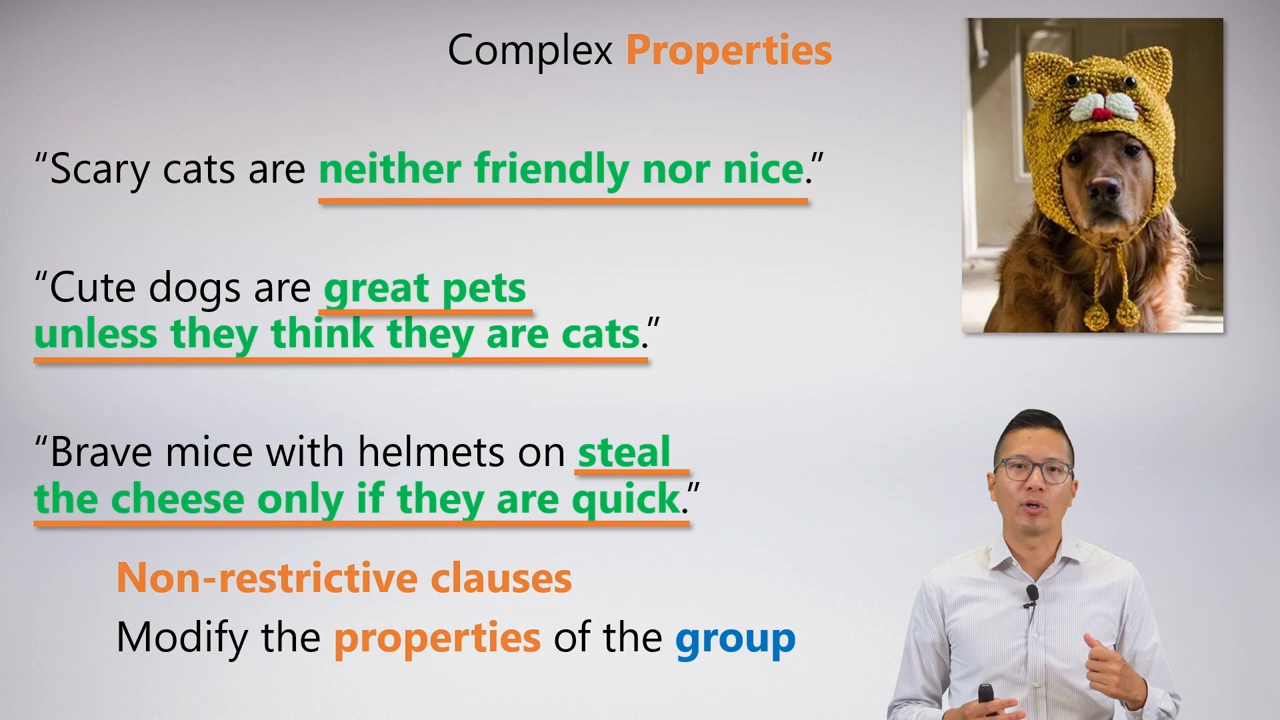 Complex Properties
“Scary cats are neither friendly nor nice.”
“Cute dogs are great pets
unless they think they are cats.”
“Brave mice with helmets on steal
the cheese only if they are quick.”
Non-restrictive clauses
Modify the properties of the group